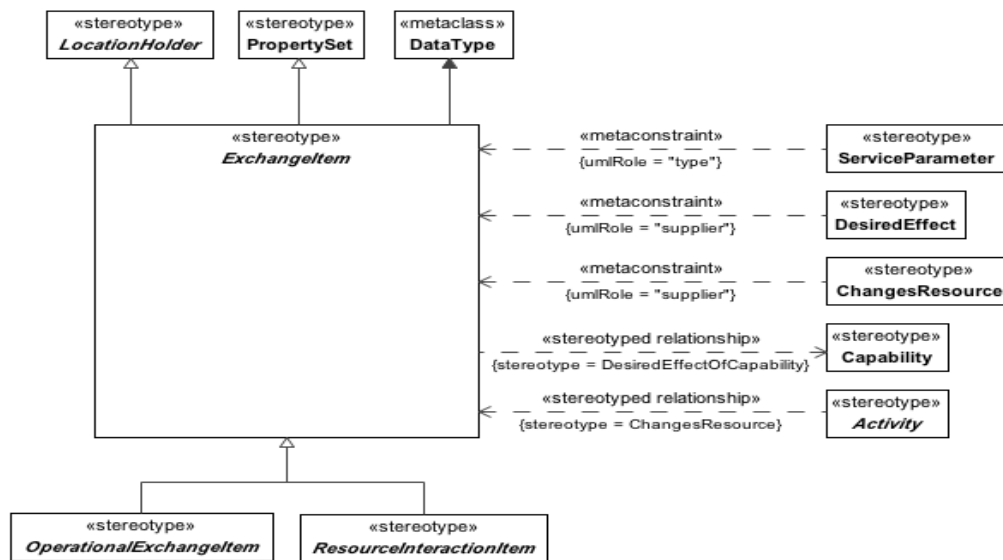 «stereotype»
LocationHolder
«stereotype»
PropertySet
«metaclass»
DataType
«stereotype»
ExchangeItem
«metaconstraint»
{umlRole = "type"}
«stereotype»
ServiceParameter
«metaconstraint»
{umlRole = "supplier"}
«stereotype»
DesiredEffect
«metaconstraint»
{umlRole = "supplier"}
«stereotype»
ChangesResource
«stereotyped relationship»
{stereotype = DesiredEffectOfCapability}
«stereotype»
Capability
«stereotyped relationship»
{stereotype = ChangesResource}
«stereotype»
Activity
«stereotype»
OperationalExchangeItem
«stereotype»
ResourceInteractionItem